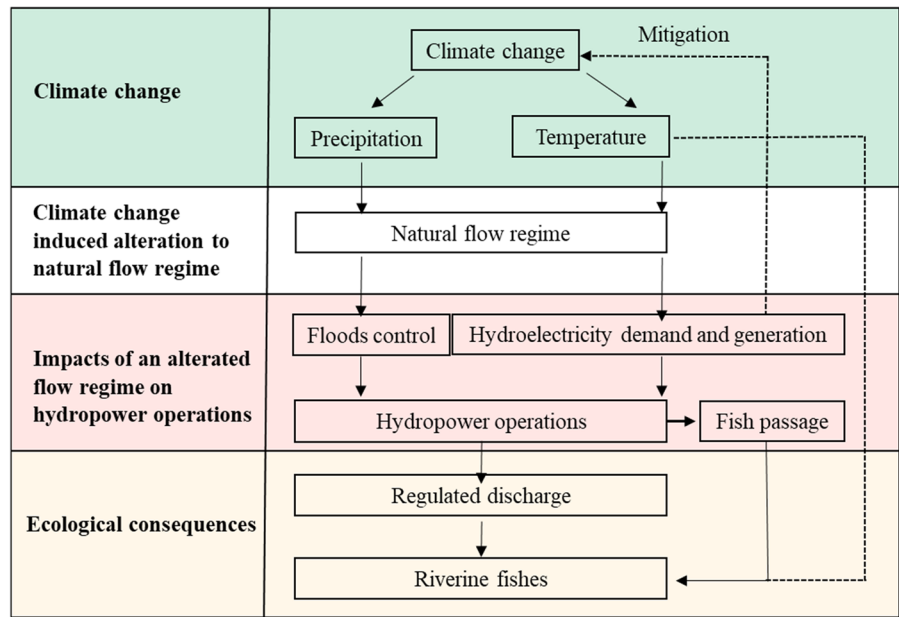 Mitigation
Climate change
Climate change
Precipitation
Temperature
Climate change
induced alteration to
natural flow regime
Natural flow regime
Impacts of an alterated
flow regime on
hydropower operations
Floods control
Hydroelectricity demand and generation
Hydropower operations
Fish passage
Ecological consequences
Regulated discharge
Riverine fishes